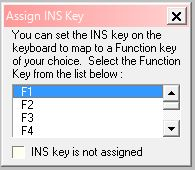 Assign INS Key
You can set the INS key on the
keyboard to map to a Function key
of your choice.  Select the Function
Key from the list below :
F1
F2
F3
F4
INS key is not assigned